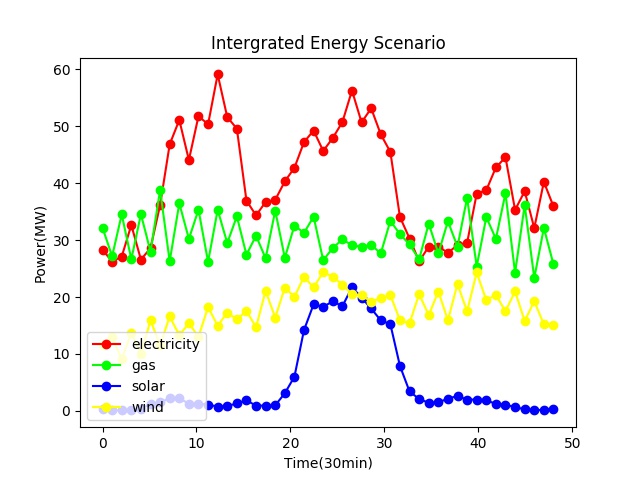 Intergrated Energy Scenario
Power(MW)
60
50
40
30
20
10
0
electricity
gas
solar
wind
0 10 20 30 40 50
Time(30min)